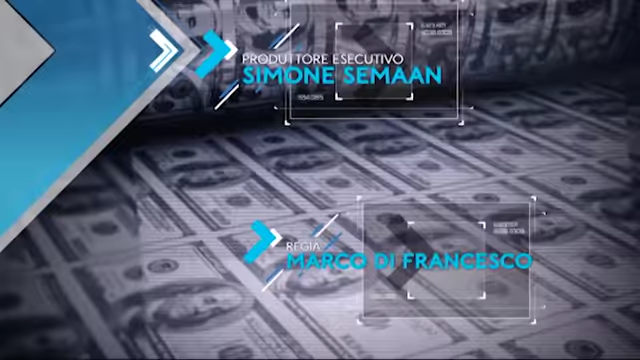 PRODUTTORE ESECUTIVO
SIMONE SEMAAN
REGIA
MARCO DI FRANCESCO